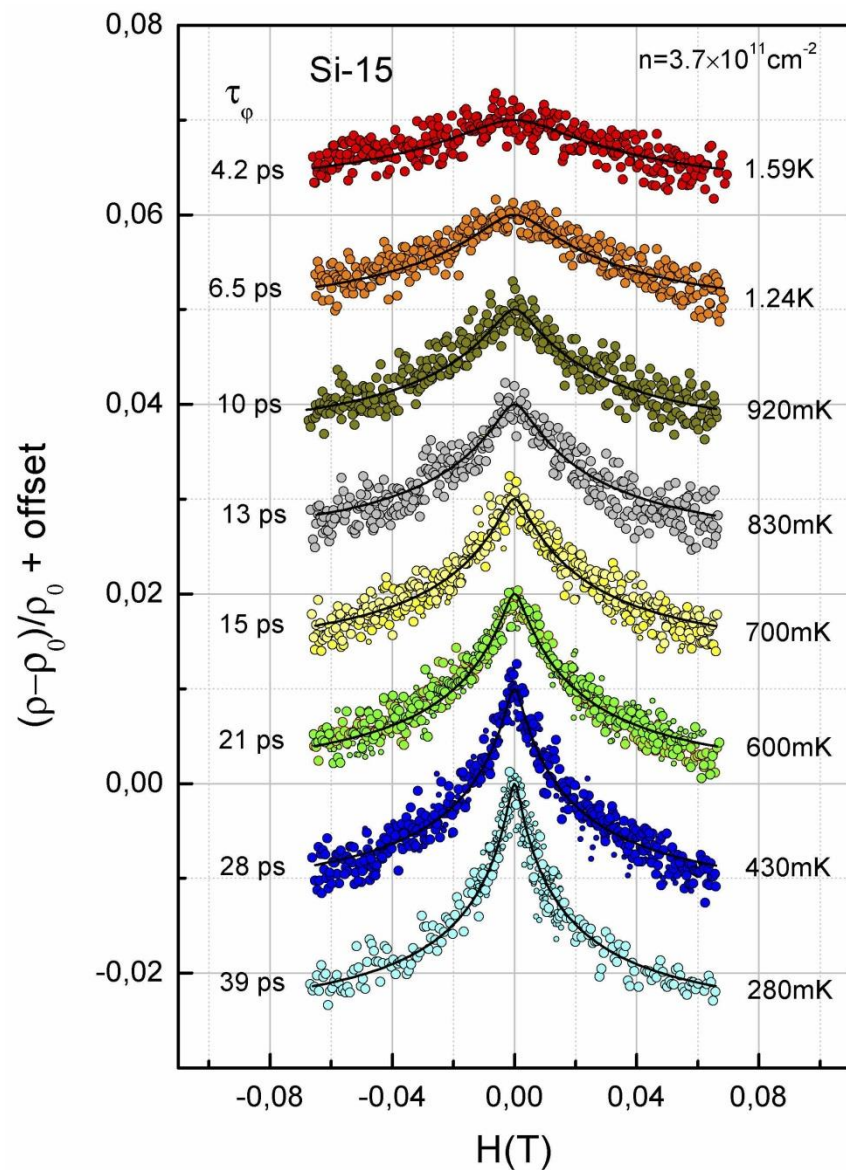 0,08
Si-15
n=3.7×10¹¹cm⁻²
τφ
4.2 ps
1.59K
0,06
6.5 ps
1.24K
10 ps
920mK
0,04
13 ps
830mK
15 ps
700mK
0,02
21 ps
600mK
0,00
28 ps
430mK
-0,02
39 ps
280mK
(ρ−ρ₀)/ρ₀ + offset
-0,08
-0,04
0,00
0,04
0,08
H(T)